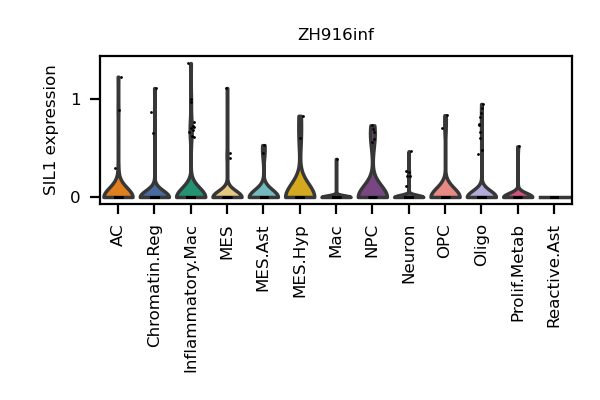 ZH916inf
SIL1 expression
1
0
AC
Chromatin.Reg
Inflammatory.Mac
MES
MES.Ast
MES.Hyp
Mac
NPC
Neuron
OPC
Oligo
Prolif.Metab
Reactive.Ast